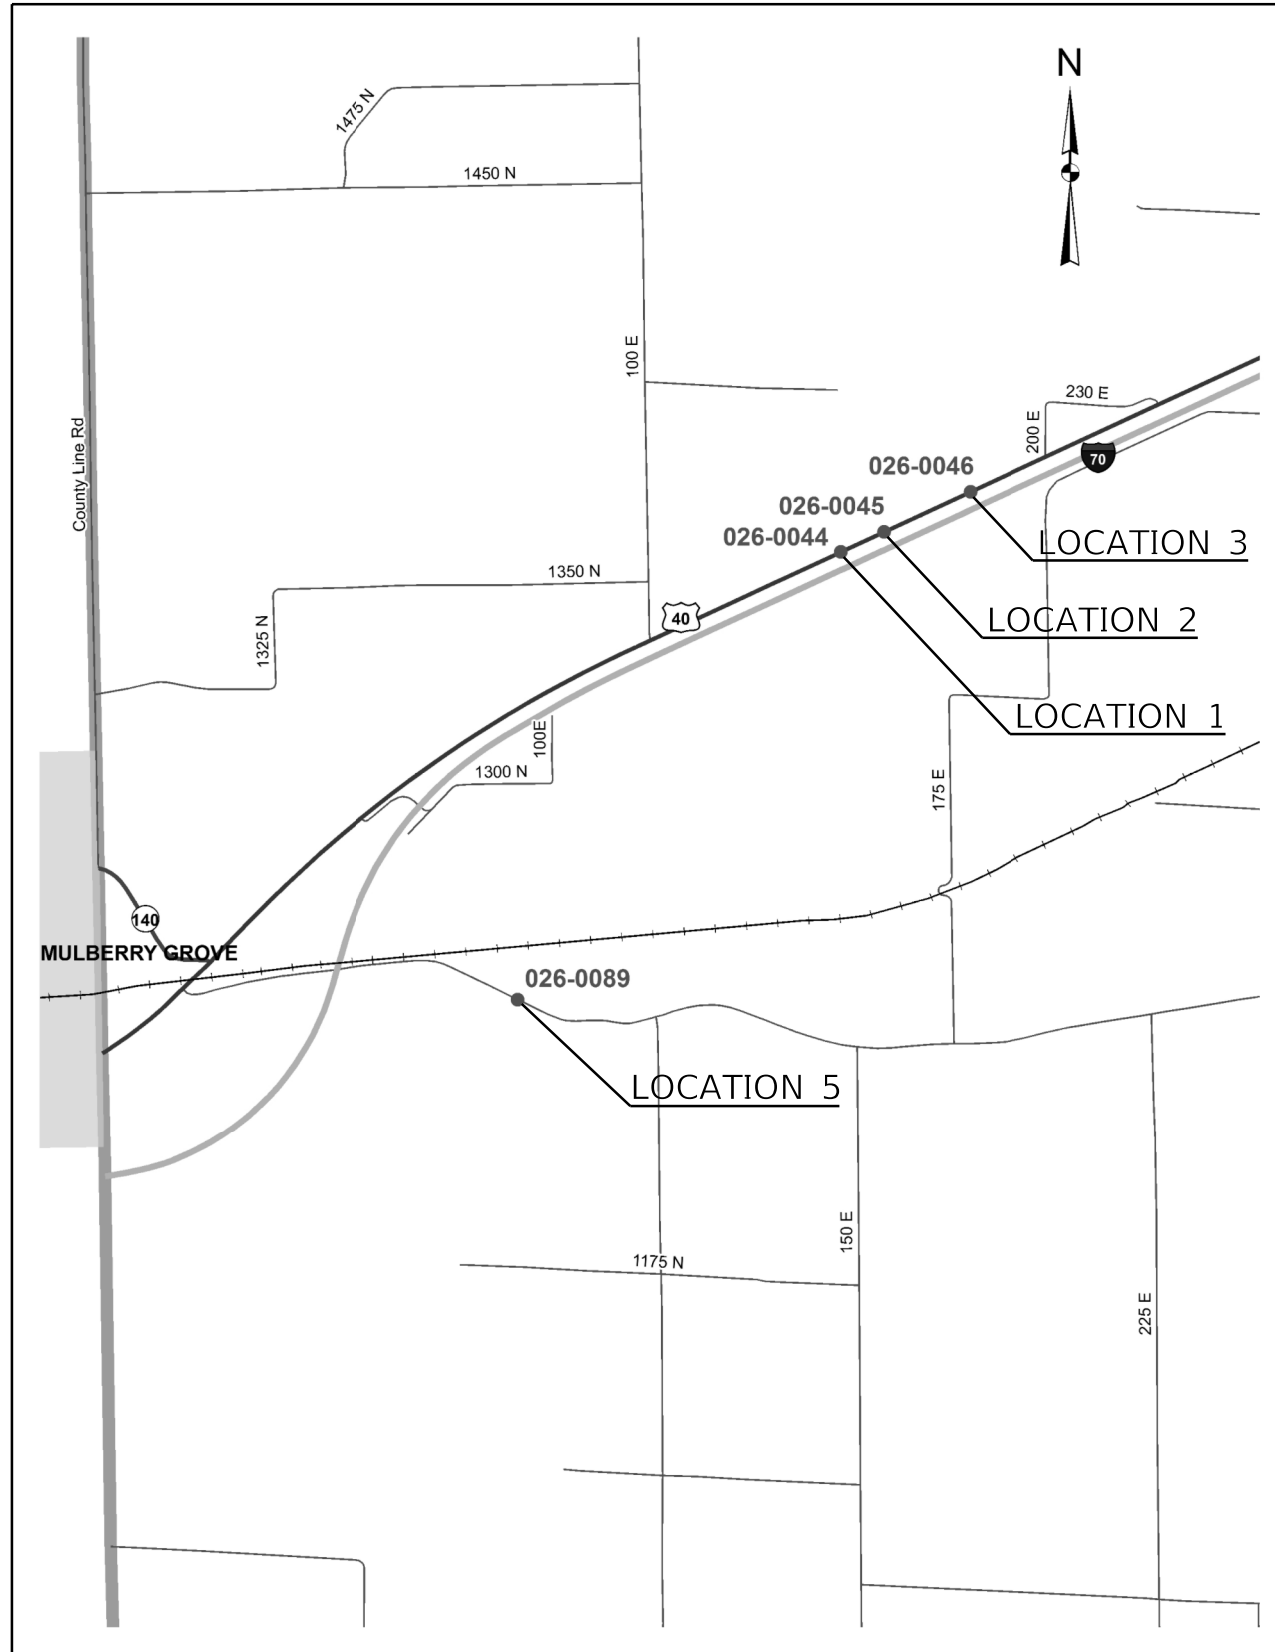 N
1475 N
1450 N
100 E
230 E
200 E
County Line Rd
70
026-0046
026-0045
026-0044
LOCATION 3
1350 N
LOCATION 2
40
1325 N
LOCATION 1
100E
1300 N
175 E
140
MULBERRY GROVE
026-0089
LOCATION 5
150 E
1175 N
225 E